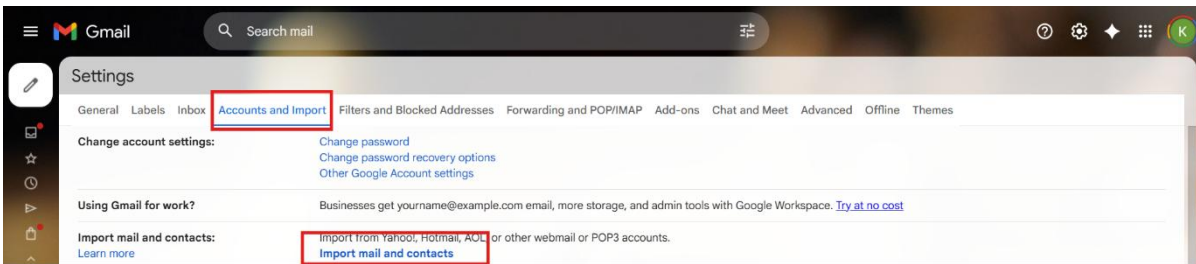 Gmail
Search mail
K
Settings
General Labels Inbox Accounts and Import Filters and Blocked Addresses Forwarding and POP/IMAP Add-ons Chat and Meet Advanced Offline Themes
Change account settings:
Change password
Change password recovery options
Other Google Account settings
Using Gmail for work?
Businesses get yourname@example.com email, more storage, and admin tools with Google Workspace. Try at no cost
Import mail and contacts:
Learn more
Import from Yahoo!, Hotmail, AOL, or other webmail or POP3 accounts.
Import mail and contacts